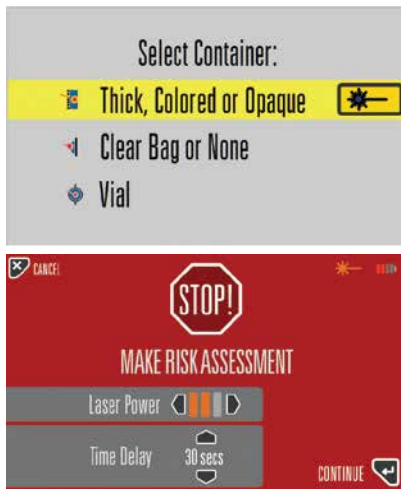 Select Container:
Thick, Colored or Opaque
Clear Bag or None
Vial
CANCEL
STOP!
MAKE RISK ASSESSMENT
Laser Power
Time Delay 30 secs
CONTINUE